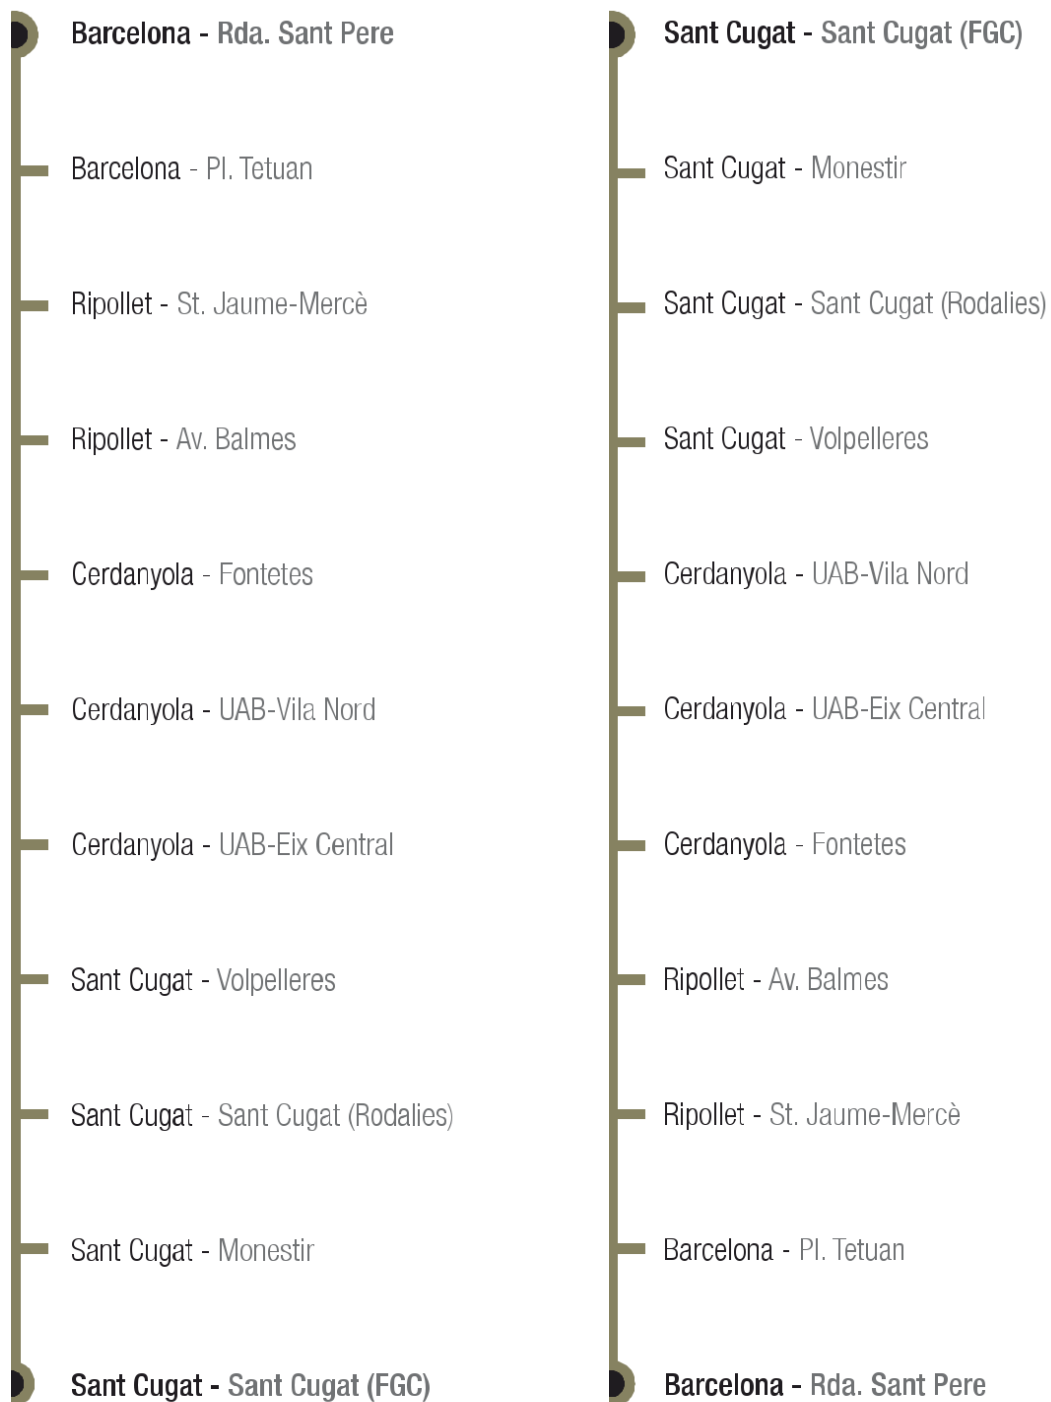 Barcelona - Rda. Sant Pere
Barcelona - Pl. Tetuan
Ripollet - St. Jaume-Mercè
Ripollet - Av. Balmes
Cerdanyola - Fontetes
Cerdanyola - UAB-Vila Nord
Cerdanyola - UAB-Eix Central
Sant Cugat - Volpelleres
Sant Cugat - Sant Cugat (Rodalies)
Sant Cugat - Monestir
Sant Cugat - Sant Cugat (FGC)
Sant Cugat - Sant Cugat (FGC)
Sant Cugat - Monestir
Sant Cugat - Sant Cugat (Rodalies)
Sant Cugat - Volpelleres
Cerdanyola - UAB-Vila Nord
Cerdanyola - UAB-Eix Central
Cerdanyola - Fontetes
Ripollet - Av. Balmes
Ripollet - St. Jaume-Mercè
Barcelona - Pl. Tetuan
Barcelona - Rda. Sant Pere